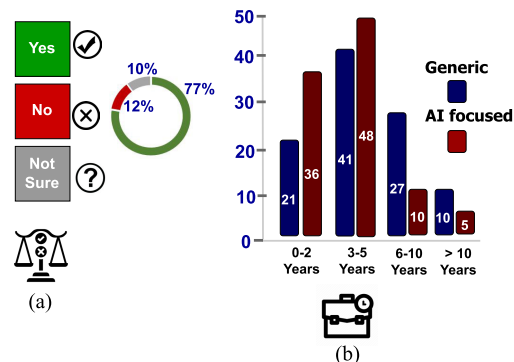 Yes
No
Not
Sure
10%
77%
12%
(a)
50
40
30
20
10
0
Generic
AI focused
21
36
41
48
27
10
10
5
0-2
Years
3-5
Years
6-10
Years
> 10
Years
(b)